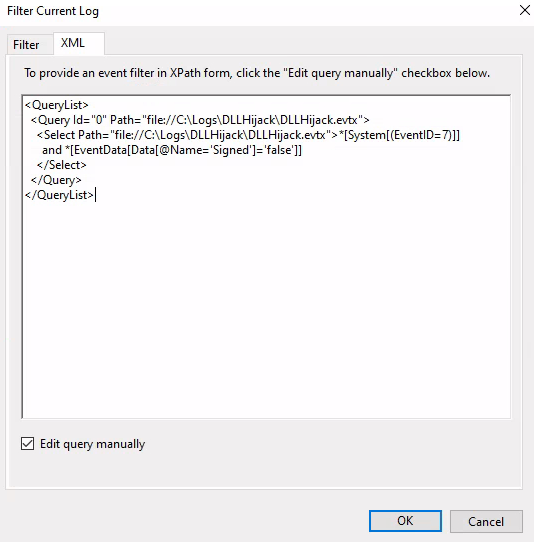 Filter Current Log
Filter XML
To provide an event filter in XPath form, click the "Edit query manually" checkbox below.
<QueryList>
  <Query Id="0" Path="file://C:\Logs\DLLHijack\DLLHijack.evtx">
    <Select Path="file://C:\Logs\DLLHijack\DLLHijack.evtx">*[System[(EventID=7)]]
     and *[EventData[Data[@Name='Signed']='false']]
    </Select>
  </Query>
</QueryList>
Edit query manually
OK Cancel